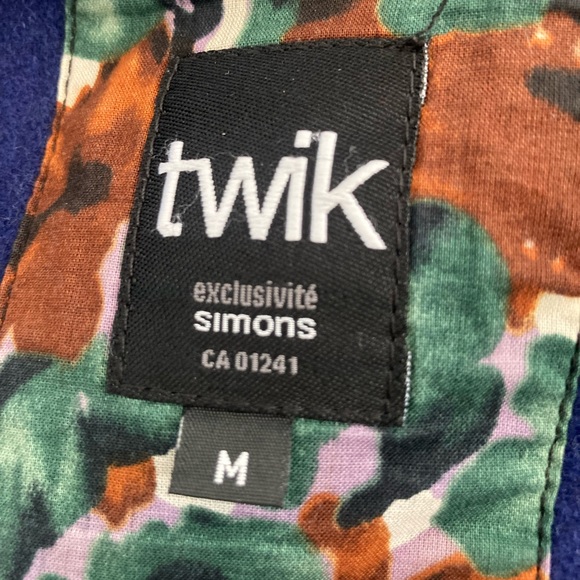 twik
exclusivité
simons
CA 01241
M